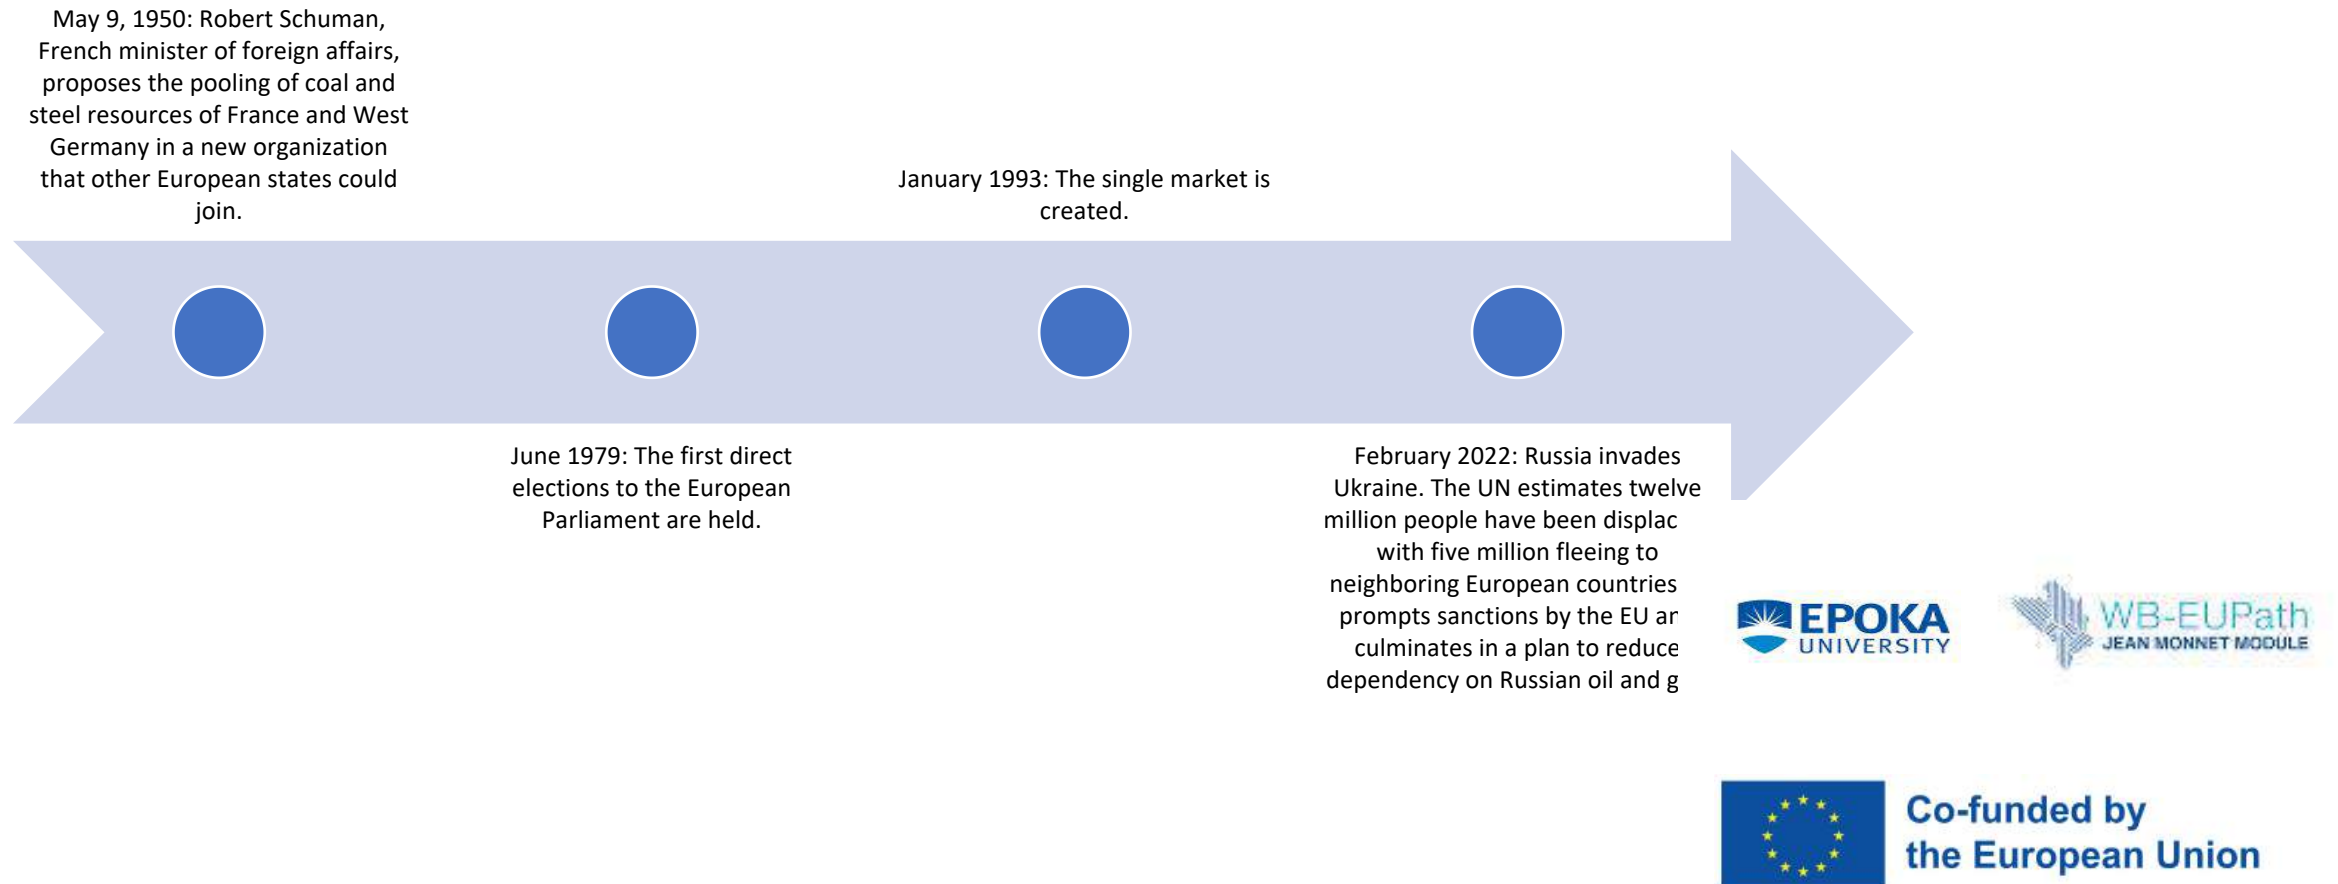 May 9, 1950: Robert Schuman,
French minister of foreign affairs,
proposes the pooling of coal and
steel resources of France and West
Germany in a new organization
that other European states could
join.
June 1979: The first direct
elections to the European
Parliament are held.
January 1993: The single market is
created.
February 2022: Russia invades
Ukraine. The UN estimates twelve
million people have been displac
with five million fleeing to
neighboring European countries
prompts sanctions by the EU an
culminates in a plan to reduce
dependency on Russian oil and g
EPOKA
UNIVERSITY
WB-EUPath
JEAN MONNET MODULE
Co-funded by
the European Union